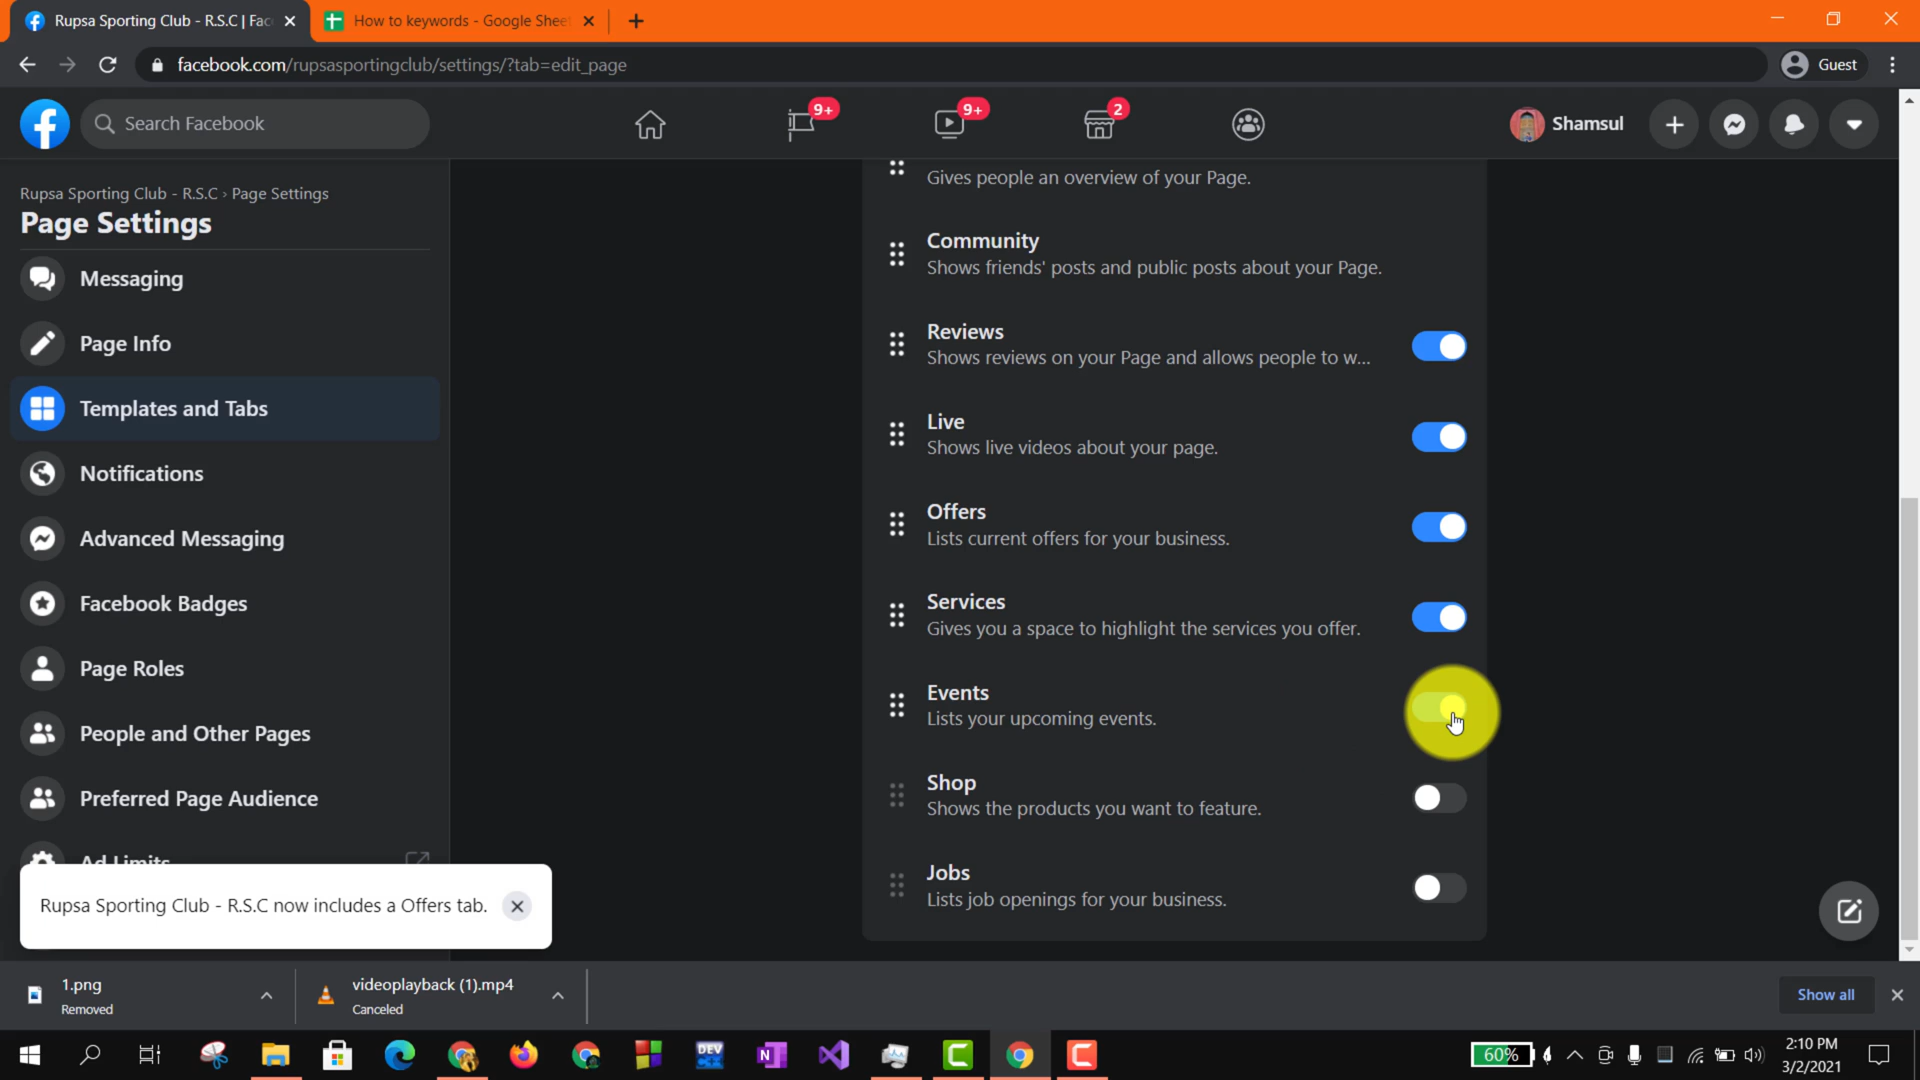 Rupsa Sporting Club - R.S.C | Fac
How to keywords - Google Sheet
facebook.com/rupsasportingclub/settings/?tab=edit_page
Guest
Search Facebook
9+
9+
2
Shamsul
Rupsa Sporting Club - R.S.C › Page Settings
Page Settings
Messaging
Page Info
Templates and Tabs
Notifications
Advanced Messaging
Facebook Badges
Page Roles
People and Other Pages
Preferred Page Audience
Ad Limits
Rupsa Sporting Club - R.S.C now includes a Offers tab.
Gives people an overview of your Page.
Community
Shows friends' posts and public posts about your Page.
Reviews
Shows reviews on your Page and allows people to w...
Live
Shows live videos about your page.
Offers
Lists current offers for your business.
Services
Gives you a space to highlight the services you offer.
Events
Lists your upcoming events.
Shop
Shows the products you want to feature.
Jobs
Lists job openings for your business.
1.png
Removed
videoplayback (1).mp4
Canceled
Show all
DEV
N
60%
2:10 PM
3/2/2021